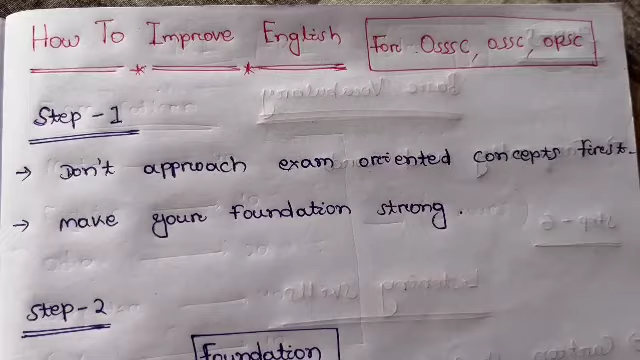 How To Improve English For OSSSC, OSSC, OPSC
Step - 1
→ Don't approach exam oriented concepts first.
→ make your foundation strong.
Step - 2
Foundation